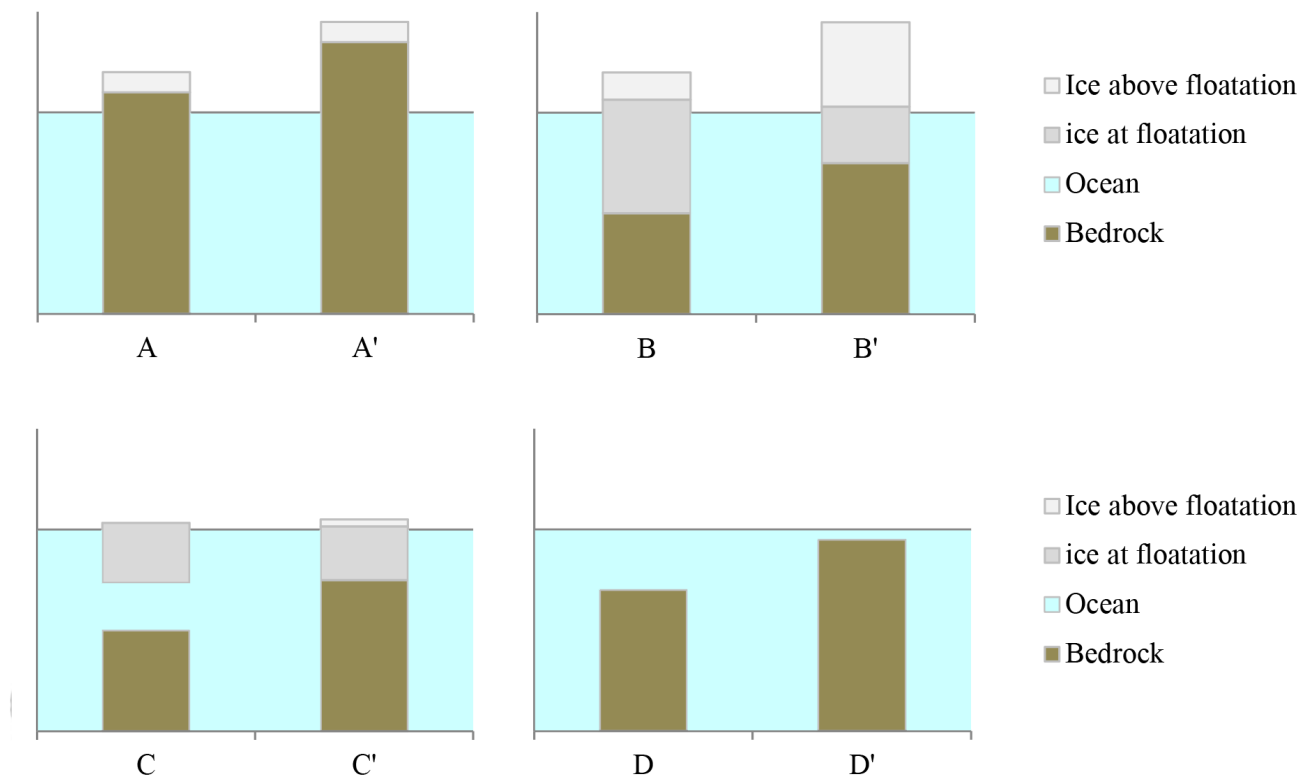 Ice above floatation
ice at floatation
Ocean
Bedrock
A A' B B'
Ice above floatation
ice at floatation
Ocean
Bedrock
C C' D D'